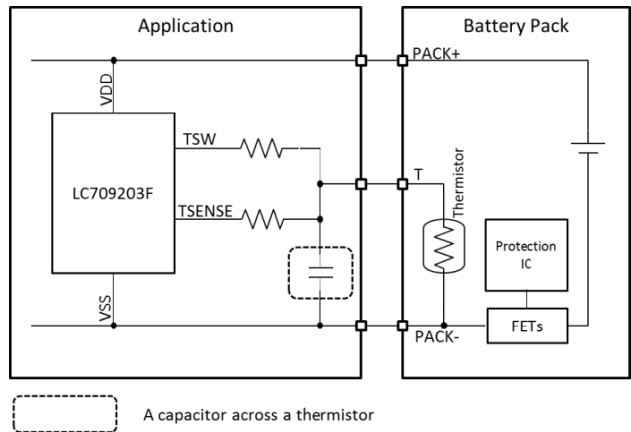 Application
Battery Pack
PACK+
VDD
TSW
T
Thermistor
LC709203F
TSENSE
Protection
IC
VSS
FETs
PACK-
A capacitor across a thermistor